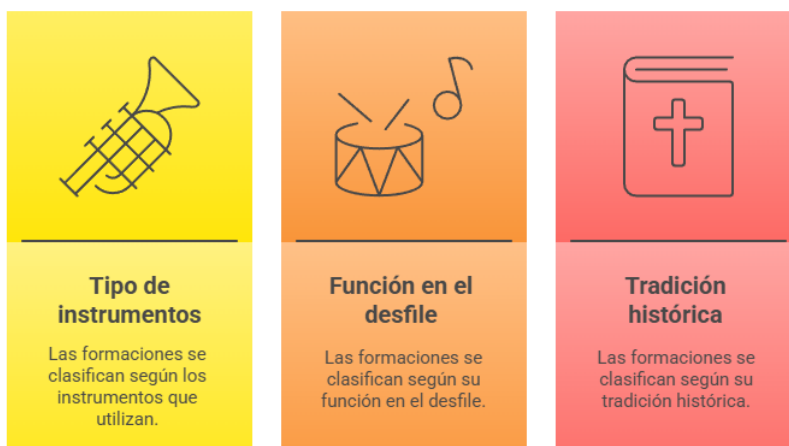 Tipo de
instrumentos
Las formaciones se
clasifican según los
instrumentos que
utilizan.
Función en el
desfile
Las formaciones se
clasifican según su
función en el desfile.
Tradición
histórica
Las formaciones se
clasifican según su
tradición histórica.